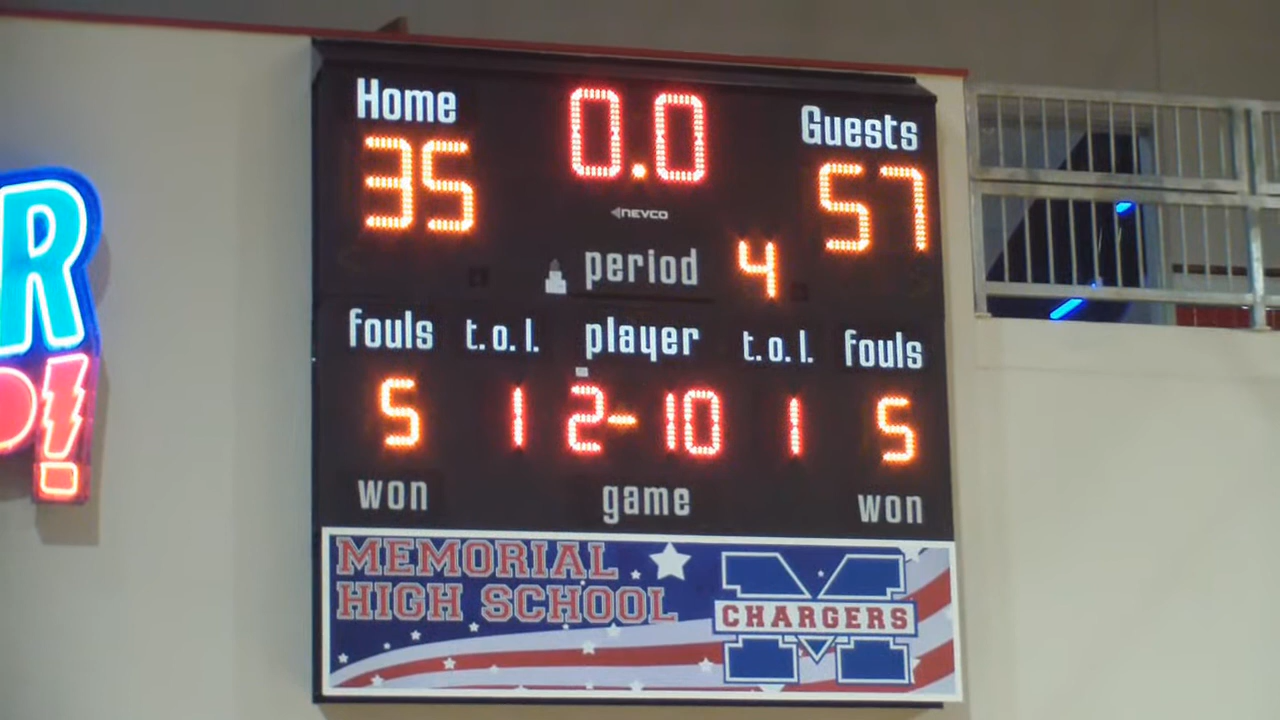 Home 0.0 Guests
35 57
NEVCO
period 4
fouls t.o.l. player t.o.l. fouls
5 1 2-10 1 5
won game won
MEMORIAL
HIGH SCHOOL
M
CHARGERS
R
!